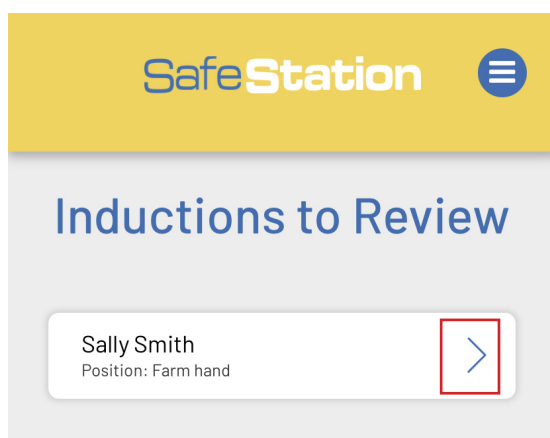 SafeStation
Inductions to Review
Sally Smith
Position: Farm hand